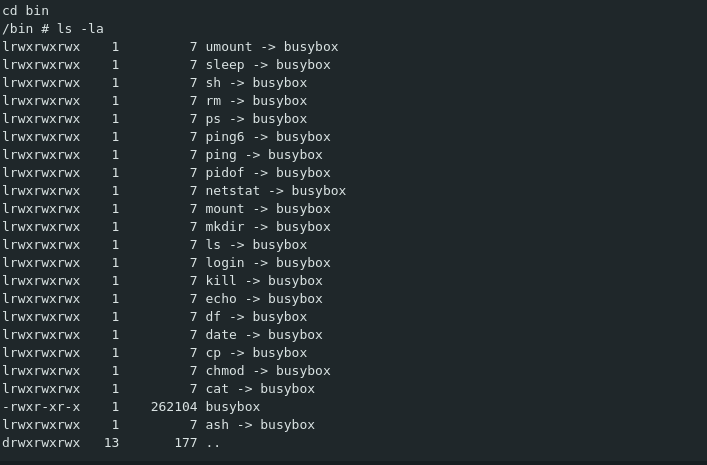 cd bin
/bin # ls -la
lrwxrwxrwx    1         7 umount -> busybox
lrwxrwxrwx    1         7 sleep -> busybox
lrwxrwxrwx    1         7 sh -> busybox
lrwxrwxrwx    1         7 rm -> busybox
lrwxrwxrwx    1         7 ps -> busybox
lrwxrwxrwx    1         7 ping6 -> busybox
lrwxrwxrwx    1         7 ping -> busybox
lrwxrwxrwx    1         7 pidof -> busybox
lrwxrwxrwx    1         7 netstat -> busybox
lrwxrwxrwx    1         7 mount -> busybox
lrwxrwxrwx    1         7 mkdir -> busybox
lrwxrwxrwx    1         7 ls -> busybox
lrwxrwxrwx    1         7 login -> busybox
lrwxrwxrwx    1         7 kill -> busybox
lrwxrwxrwx    1         7 echo -> busybox
lrwxrwxrwx    1         7 df -> busybox
lrwxrwxrwx    1         7 date -> busybox
lrwxrwxrwx    1         7 cp -> busybox
lrwxrwxrwx    1         7 chmod -> busybox
lrwxrwxrwx    1         7 cat -> busybox
-rwxr-xr-x    1    262104 busybox
lrwxrwxrwx    1         7 ash -> busybox
drwxrwxrwx   13       177 ..